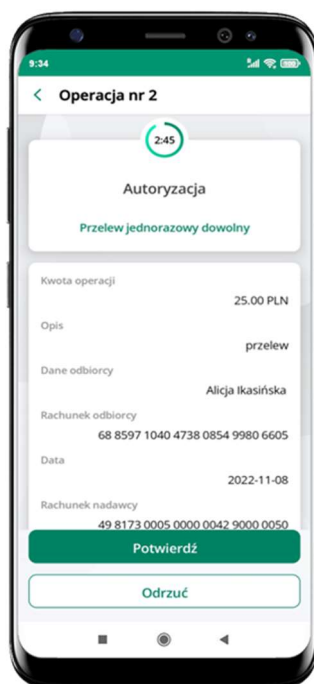 9:34
Operacja nr 2
2:45
Autoryzacja
Przelew jednorazowy dowolny
Kwota operacji
25.00 PLN
Opis
przelew
Dane odbiorcy
Alicja Ikasińska
Rachunek odbiorcy
68 8597 1040 4738 0854 9980 6605
Data
2022-11-08
Rachunek nadawcy
49 8173 0005 0000 0042 9000 0050
Potwierdź
Odrzuć